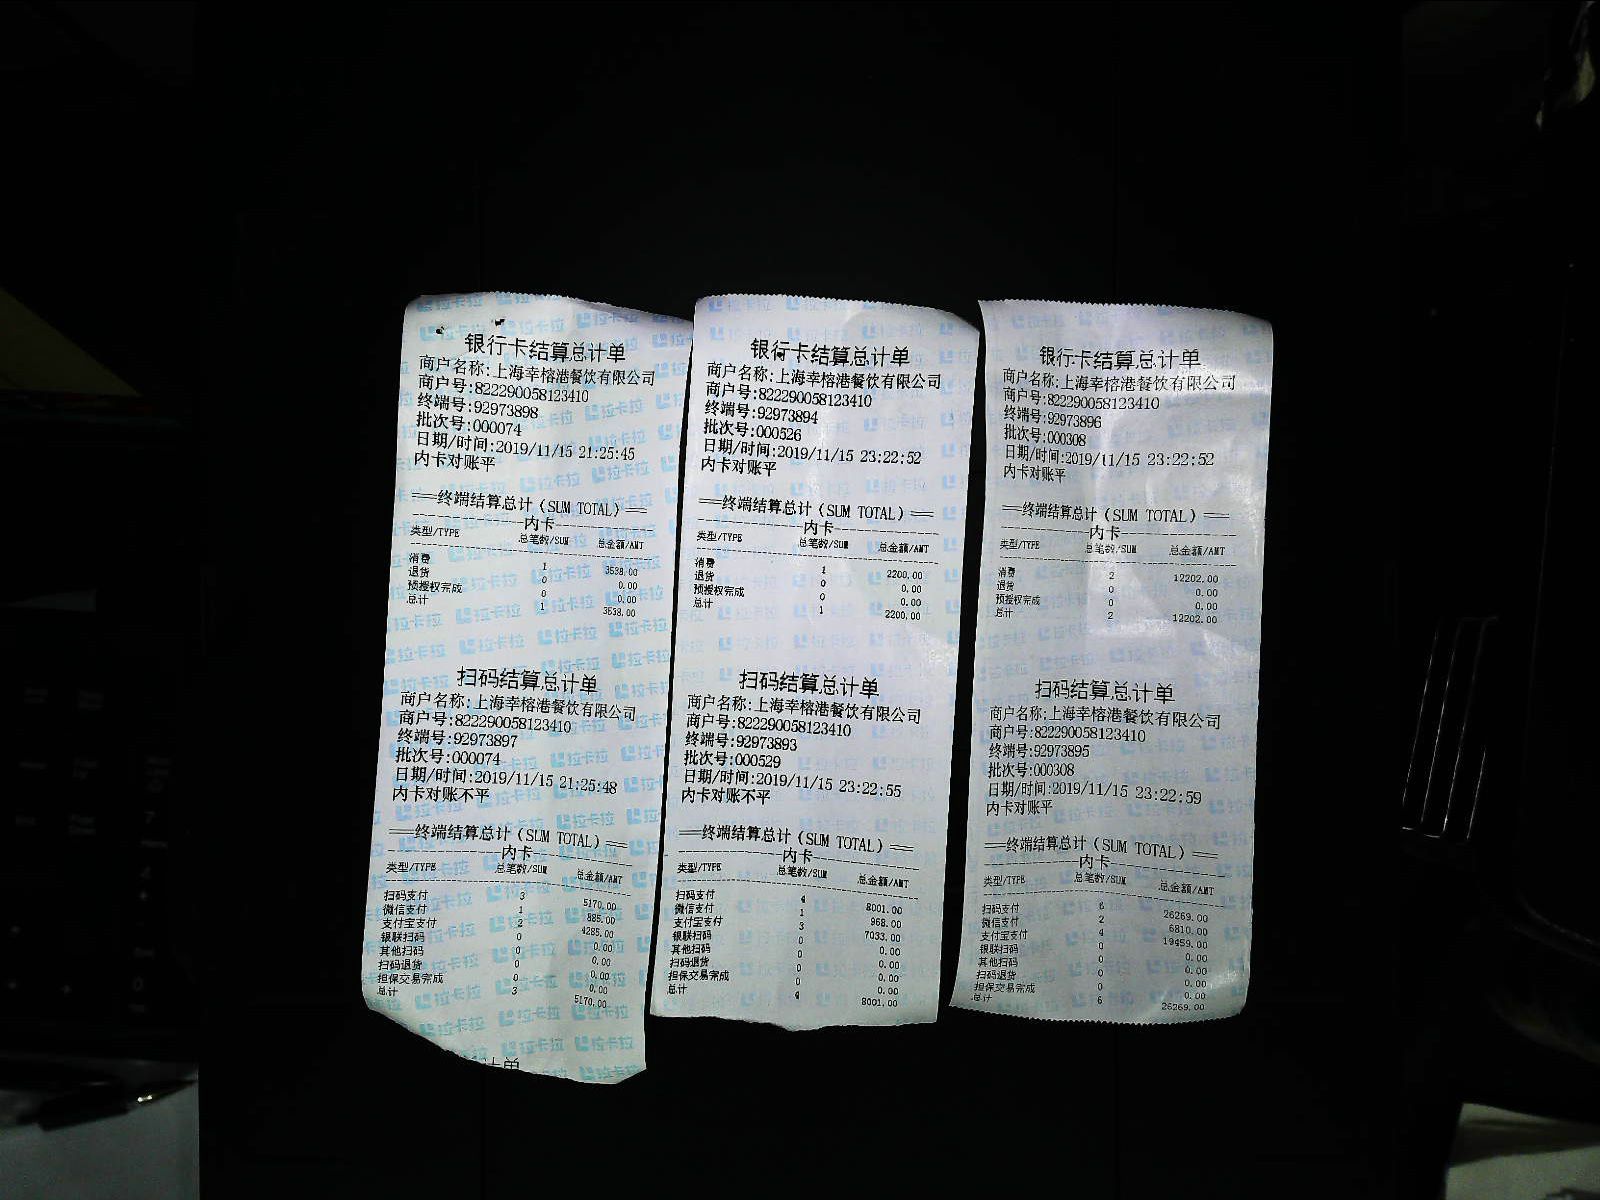 银行卡结算总计单
商户名称:上海幸榕港餐饮有限公司
商户号:822290058123410
终端号:92973898
批次号:000074
日期/时间:2019/11/15 21:25:45
内卡对账平
===终端结算总计(SUM TOTAL)===
内卡
类型/TYPE 总笔数/SUM 总金额/AMT
消费 1 3538.00
退货 0 0.00
预授权完成 0 0.00
总计 1 3538.00
扫码结算总计单
商户名称:上海幸榕港餐饮有限公司
商户号:822290058123410
终端号:92973897
批次号:000074
日期/时间:2019/11/15 21:25:48
内卡对账不平
===终端结算总计(SUM TOTAL)===
内卡
类型/TYPE 总笔数/SUM 总金额/AMT
扫码支付 3 5170.00
微信支付 1 885.00
支付宝支付 2 4285.00
银联扫码 0 0.00
其他扫码 0 0.00
扫码退货 0 0.00
担保交易完成 0 0.00
总计 3 5170.00
银行卡结算总计单
商户名称:上海幸榕港餐饮有限公司
商户号:822290058123410
终端号:92973894
批次号:000526
日期/时间:2019/11/15 23:22:52
内卡对账平
===终端结算总计(SUM TOTAL)===
内卡
类型/TYPE 总笔数/SUM 总金额/AMT
消费 1 2200.00
退货 0 0.00
预授权完成 0 0.00
总计 1 2200.00
扫码结算总计单
商户名称:上海幸榕港餐饮有限公司
商户号:822290058123410
终端号:92973893
批次号:000529
日期/时间:2019/11/15 23:22:55
内卡对账不平
===终端结算总计(SUM TOTAL)===
内卡
类型/TYPE 总笔数/SUM 总金额/AMT
扫码支付 4 8001.00
微信支付 1 968.00
支付宝支付 3 7033.00
银联扫码 0 0.00
其他扫码 0 0.00
扫码退货 0 0.00
担保交易完成 0 0.00
总计 4 8001.00
银行卡结算总计单
商户名称:上海幸榕港餐饮有限公司
商户号:822290058123410
终端号:92973896
批次号:000308
日期/时间:2019/11/15 23:22:52
内卡对账平
===终端结算总计(SUM TOTAL)===
内卡
类型/TYPE 总笔数/SUM 总金额/AMT
消费 2 12202.00
退货 0 0.00
预授权完成 0 0.00
总计 2 12202.00
扫码结算总计单
商户名称:上海幸榕港餐饮有限公司
商户号:822290058123410
终端号:92973895
批次号:000308
日期/时间:2019/11/15 23:22:59
内卡对账平
===终端结算总计(SUM TOTAL)===
内卡
类型/TYPE 总笔数/SUM 总金额/AMT
扫码支付 6 26269.00
微信支付 2 6810.00
支付宝支付 4 19459.00
银联扫码 0 0.00
其他扫码 0 0.00
扫码退货 0 0.00
担保交易完成 0 0.00
总计 6 26269.00